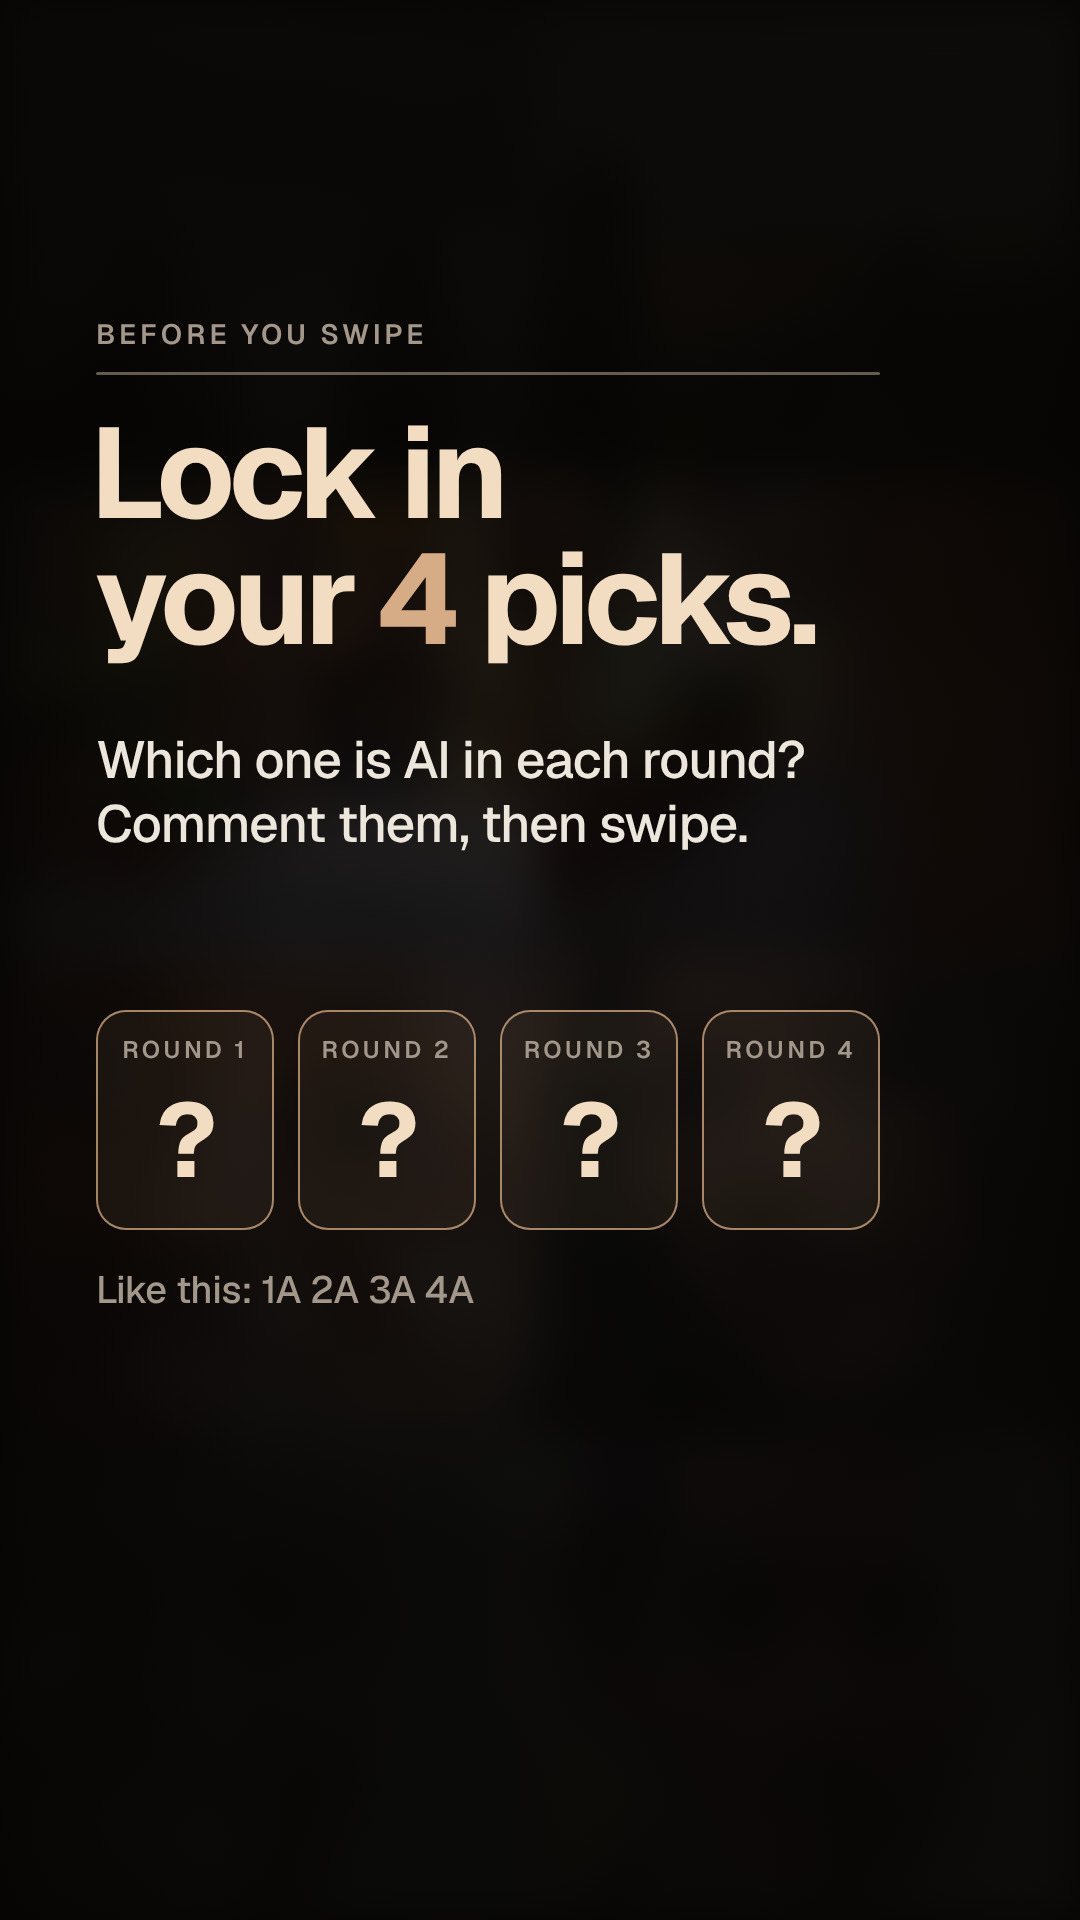 BEFORE YOU SWIPE
Lock in
your 4 picks.
Which one is AI in each round?
Comment them, then swipe.
ROUND 1
?
ROUND 2
?
ROUND 3
?
ROUND 4
?
Like this: 1A 2A 3A 4A